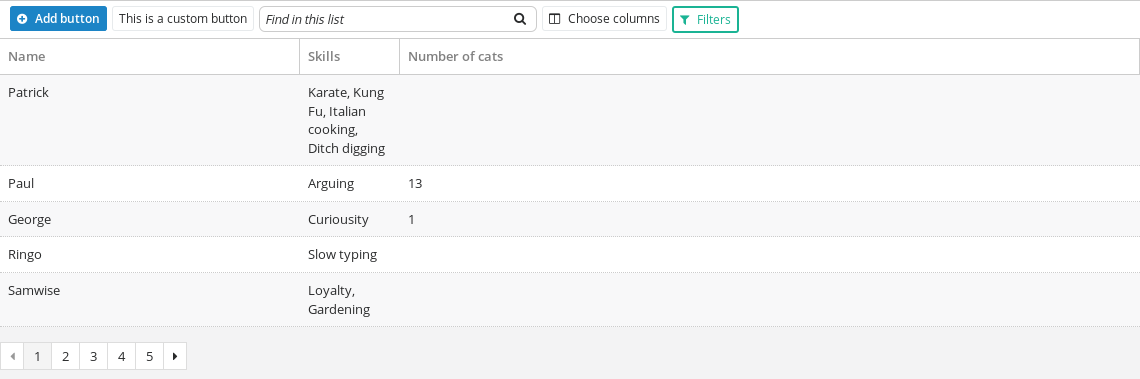 Add button This is a custom button Find in this list Choose columns Filters
Name Skills Number of cats
Patrick Karate, Kung
Fu, Italian
cooking,
Ditch digging
Paul Arguing 13
George Curiousity 1
Ringo Slow typing
Samwise Loyalty,
Gardening
1 2 3 4 5